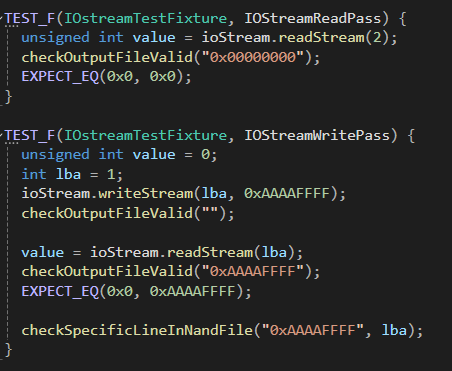 TEST_F(IOstreamTestFixture, IOStreamReadPass) {
unsigned int value = ioStream.readStream(2);
checkOutputFileValid("0x00000000");
EXPECT_EQ(0x0, 0x0);
}
TEST_F(IOstreamTestFixture, IOStreamWritePass) {
unsigned int value = 0;
int lba = 1;
ioStream.writeStream(lba, 0xAAAAFFFF);
checkOutputFileValid("");
value = ioStream.readStream(lba);
checkOutputFileValid("0xAAAAFFFF");
EXPECT_EQ(0x0, 0xAAAAFFFF);
checkSpecificLineInNandFile("0xAAAAFFFF", lba);
}